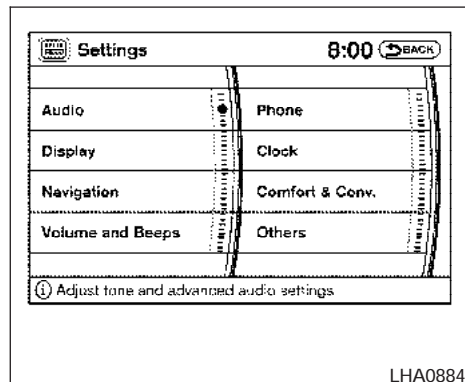 Settings 8:00 BACK
Audio Phone
Display Clock
Navigation Comfort & Conv.
Volume and Beeps Others
i Adjust tone and advanced audio settings
LHA0884